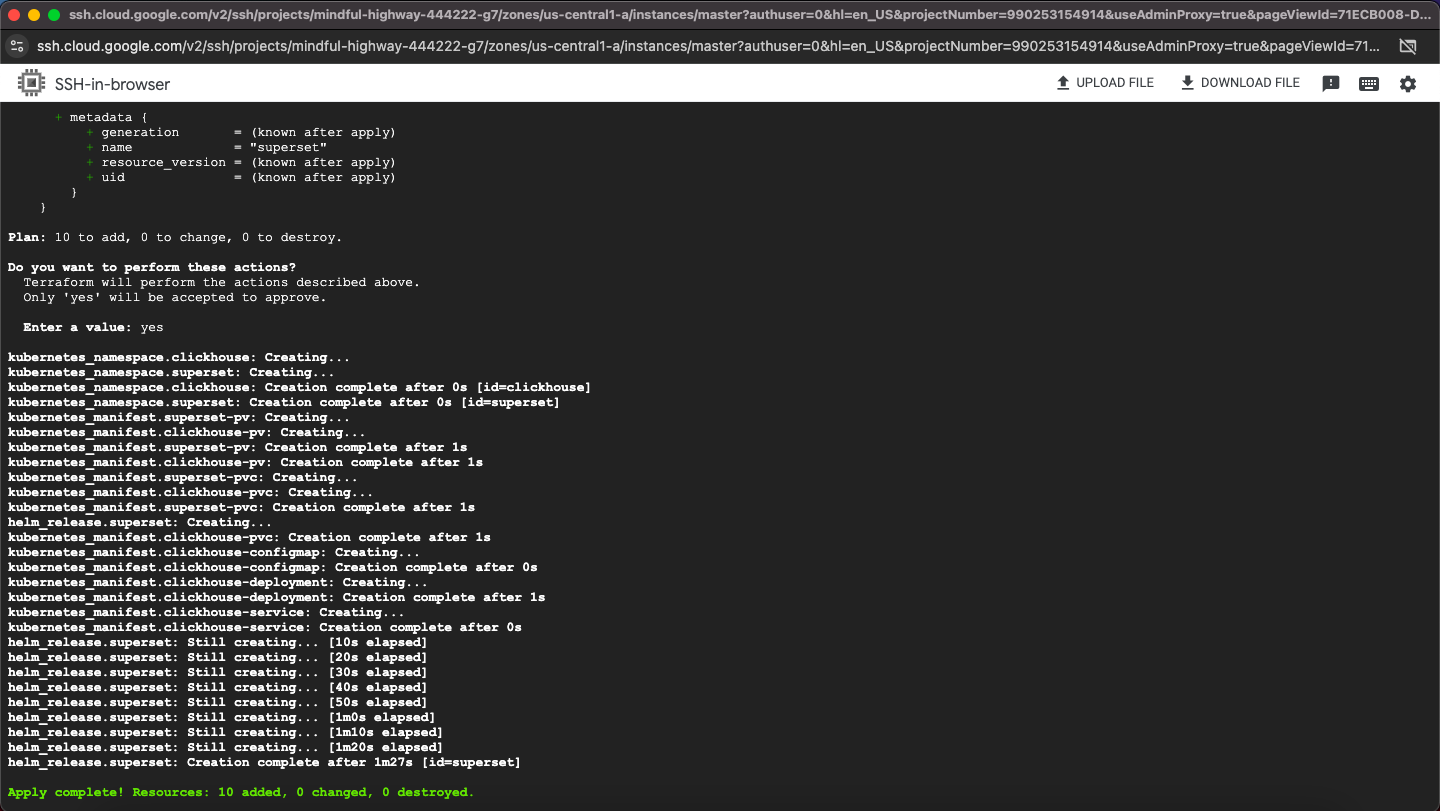 ssh.cloud.google.com/v2/ssh/projects/mindful-highway-444222-g7/zones/us-central1-a/instances/master?authuser=0&hl=en_US&projectNumber=990253154914&useAdminProxy=true&pageViewId=71ECB008-D...
ssh.cloud.google.com/v2/ssh/projects/mindful-highway-444222-g7/zones/us-central1-a/instances/master?authuser=0&hl=en_US&projectNumber=990253154914&useAdminProxy=true&pageViewId=71...
SSH-in-browser UPLOAD FILE DOWNLOAD FILE
      + metadata {
          + generation       = (known after apply)
          + name             = "superset"
          + resource_version = (known after apply)
          + uid              = (known after apply)
        }
    }
Plan: 10 to add, 0 to change, 0 to destroy.
Do you want to perform these actions?
  Terraform will perform the actions described above.
  Only 'yes' will be accepted to approve.
  Enter a value: yes
kubernetes_namespace.clickhouse: Creating...
kubernetes_namespace.superset: Creating...
kubernetes_namespace.clickhouse: Creation complete after 0s [id=clickhouse]
kubernetes_namespace.superset: Creation complete after 0s [id=superset]
kubernetes_manifest.superset-pv: Creating...
kubernetes_manifest.clickhouse-pv: Creating...
kubernetes_manifest.superset-pv: Creation complete after 1s
kubernetes_manifest.clickhouse-pv: Creation complete after 1s
kubernetes_manifest.superset-pvc: Creating...
kubernetes_manifest.clickhouse-pvc: Creating...
kubernetes_manifest.superset-pvc: Creation complete after 1s
helm_release.superset: Creating...
kubernetes_manifest.clickhouse-pvc: Creation complete after 1s
kubernetes_manifest.clickhouse-configmap: Creating...
kubernetes_manifest.clickhouse-configmap: Creation complete after 0s
kubernetes_manifest.clickhouse-deployment: Creating...
kubernetes_manifest.clickhouse-deployment: Creation complete after 1s
kubernetes_manifest.clickhouse-service: Creating...
kubernetes_manifest.clickhouse-service: Creation complete after 0s
helm_release.superset: Still creating... [10s elapsed]
helm_release.superset: Still creating... [20s elapsed]
helm_release.superset: Still creating... [30s elapsed]
helm_release.superset: Still creating... [40s elapsed]
helm_release.superset: Still creating... [50s elapsed]
helm_release.superset: Still creating... [1m0s elapsed]
helm_release.superset: Still creating... [1m10s elapsed]
helm_release.superset: Still creating... [1m20s elapsed]
helm_release.superset: Creation complete after 1m27s [id=superset]
Apply complete! Resources: 10 added, 0 changed, 0 destroyed.